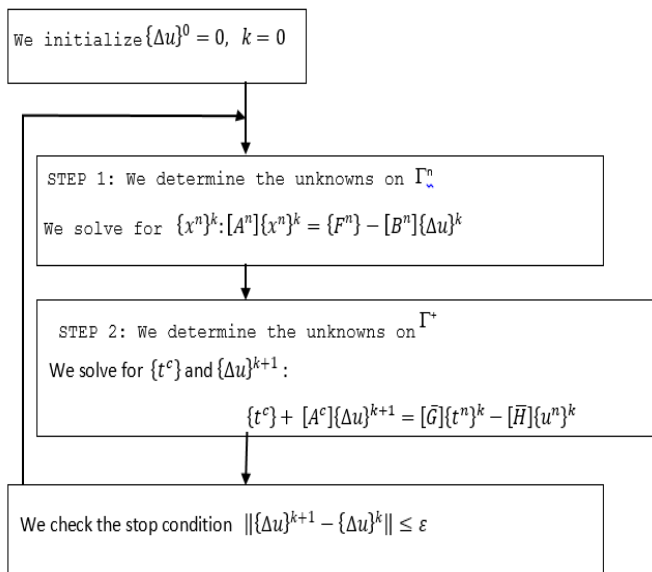 We initialize {Δu}⁰ = 0, k = 0
STEP 1: We determine the unknowns on Γⁿ
We solve for {xⁿ}ᵏ: [Aⁿ]{xⁿ}ᵏ = {Fⁿ} − [Bⁿ]{Δu}ᵏ
STEP 2: We determine the unknowns on Γ⁺
We solve for {tᶜ} and {Δu}ᵏ⁺¹ :
{tᶜ} + [Aᶜ]{Δu}ᵏ⁺¹ = [G̅]{tⁿ}ᵏ − [H̅]{uⁿ}ᵏ
We check the stop condition ‖{Δu}ᵏ⁺¹ − {Δu}ᵏ‖ ≤ ε